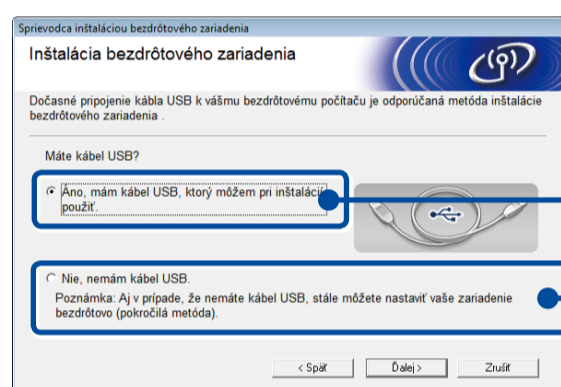 Sprievodca inštaláciou bezdrôtového zariadenia
Inštalácia bezdrôtového zariadenia
Dočasné pripojenie kábla USB k vášmu bezdrôtovému počítaču je odporúčaná metóda inštalácie
bezdrôtového zariadenia .
Máte kábel USB?
Áno, mám kábel USB, ktorý môžem pri inštalácií
použiť.
Nie, nemám kábel USB.
Poznámka: Aj v prípade, že nemáte kábel USB, stále môžete nastaviť vaše zariadenie
bezdrôtovo (pokročilá metóda).
< Späť
Ďalej >
Zrušiť